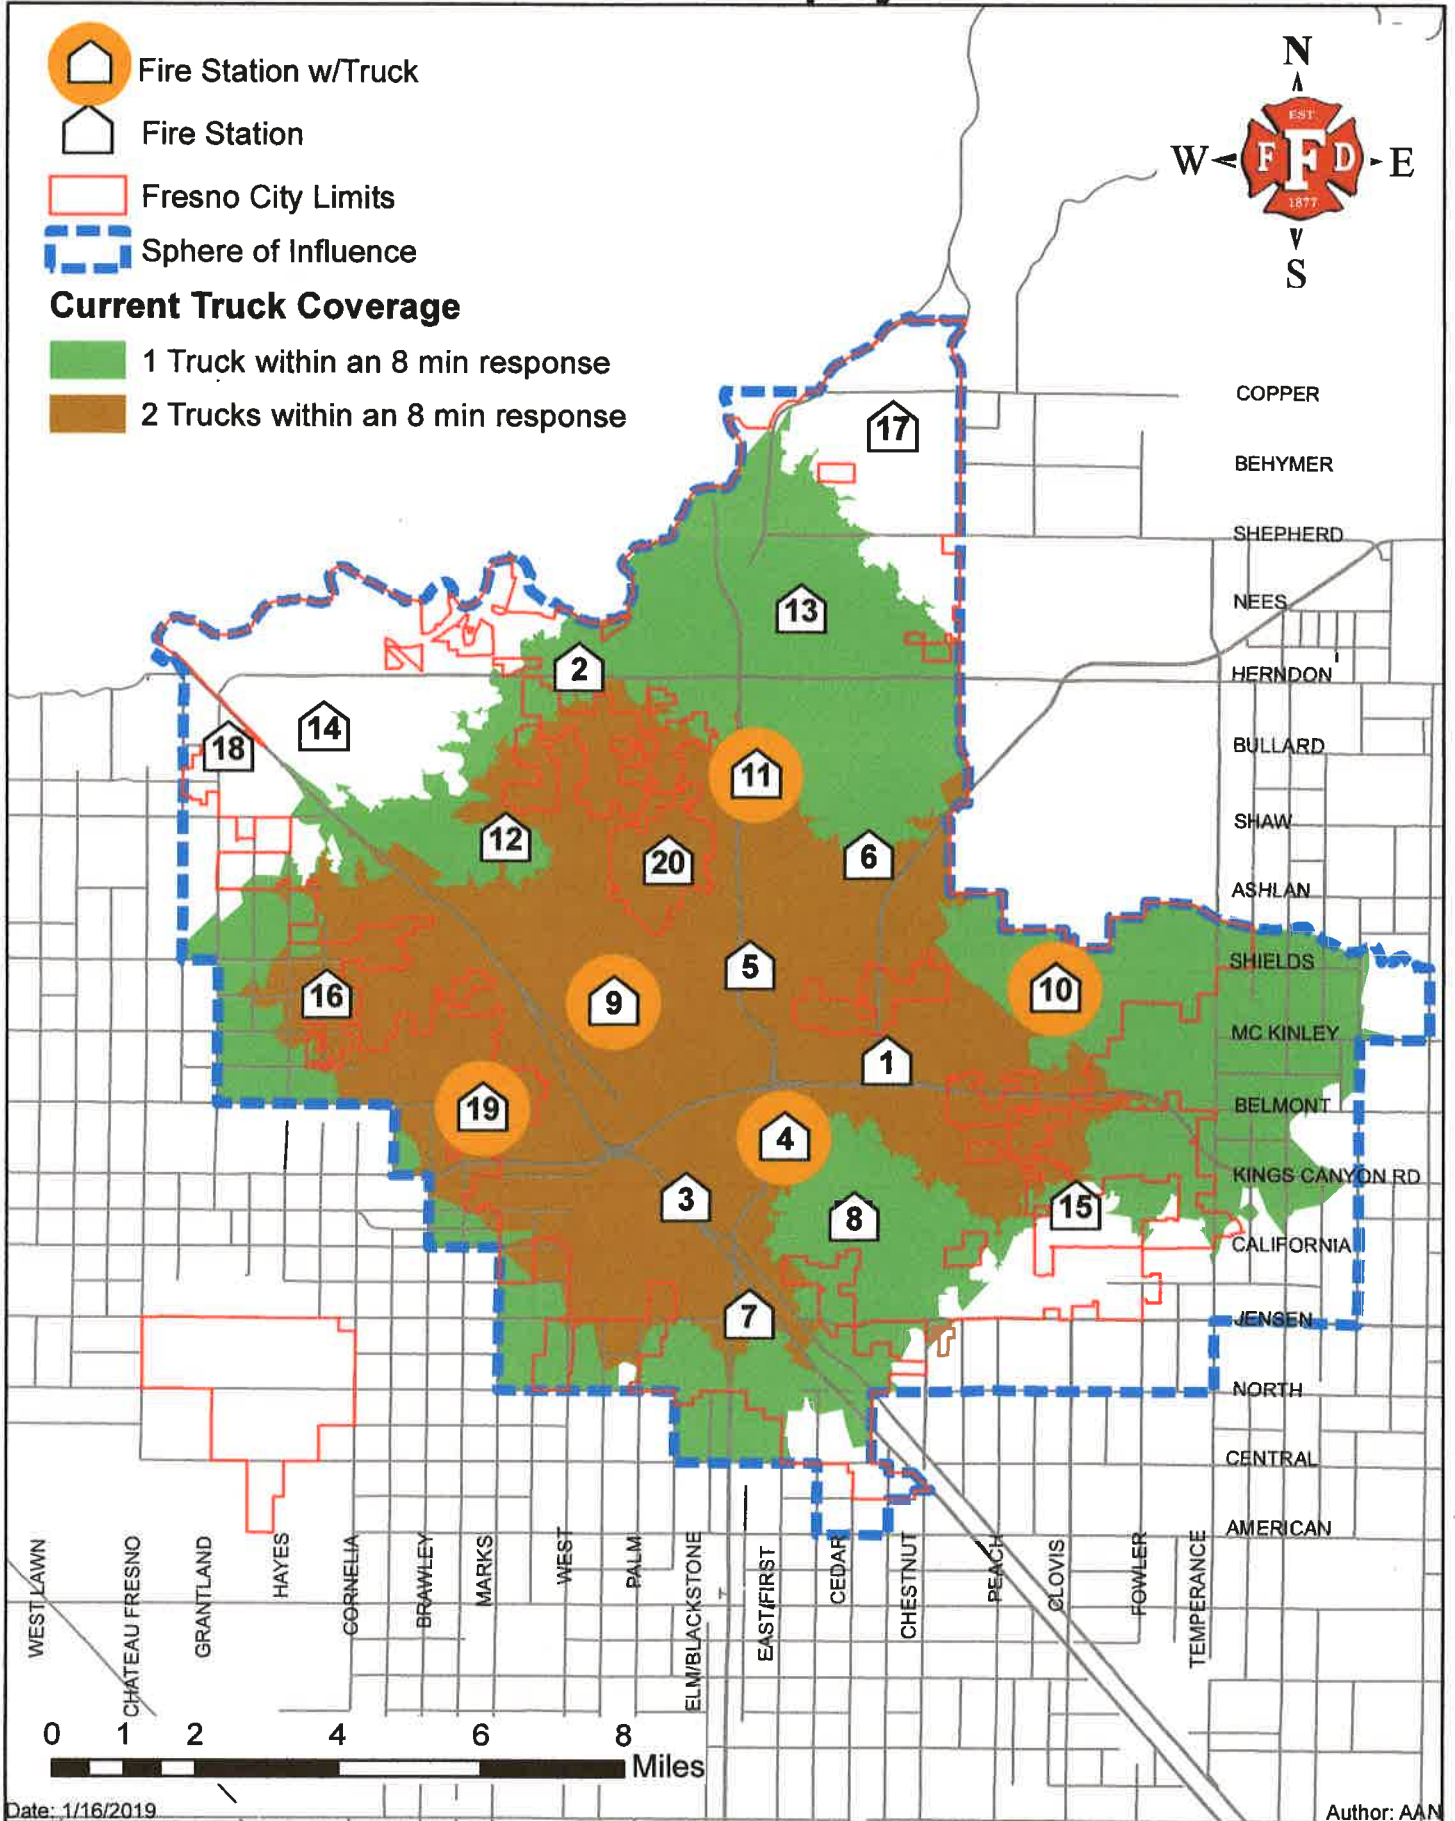 Fire Station w/Truck
Fire Station
Fresno City Limits
Sphere of Influence
Current Truck Coverage
1 Truck within an 8 min response
2 Trucks within an 8 min response
N
W
E
S
EST
F F D
1877
COPPER
BEHYMER
SHEPHERD
NEES
HERNDON
BULLARD
SHAW
ASHLAN
SHIELDS
MC KINLEY
BELMONT
KINGS CANYON RD
CALIFORNIA
JENSEN
NORTH
CENTRAL
AMERICAN
17
13
2
14
18
11
12
20
6
5
16
9
10
1
19
4
3
8
15
7
WEST LAWN
CHATEAU FRESNO
GRANTLAND
HAYES
CORNELIA
BRAWLEY
MARKS
WEST
PALM
ELM/BLACKSTONE
EAST/FIRST
CEDAR
CHESTNUT
PEACH
CLOVIS
FOWLER
TEMPERANCE
0 1 2 4 6 8
Miles
Date: 1/16/2019
Author: AAN